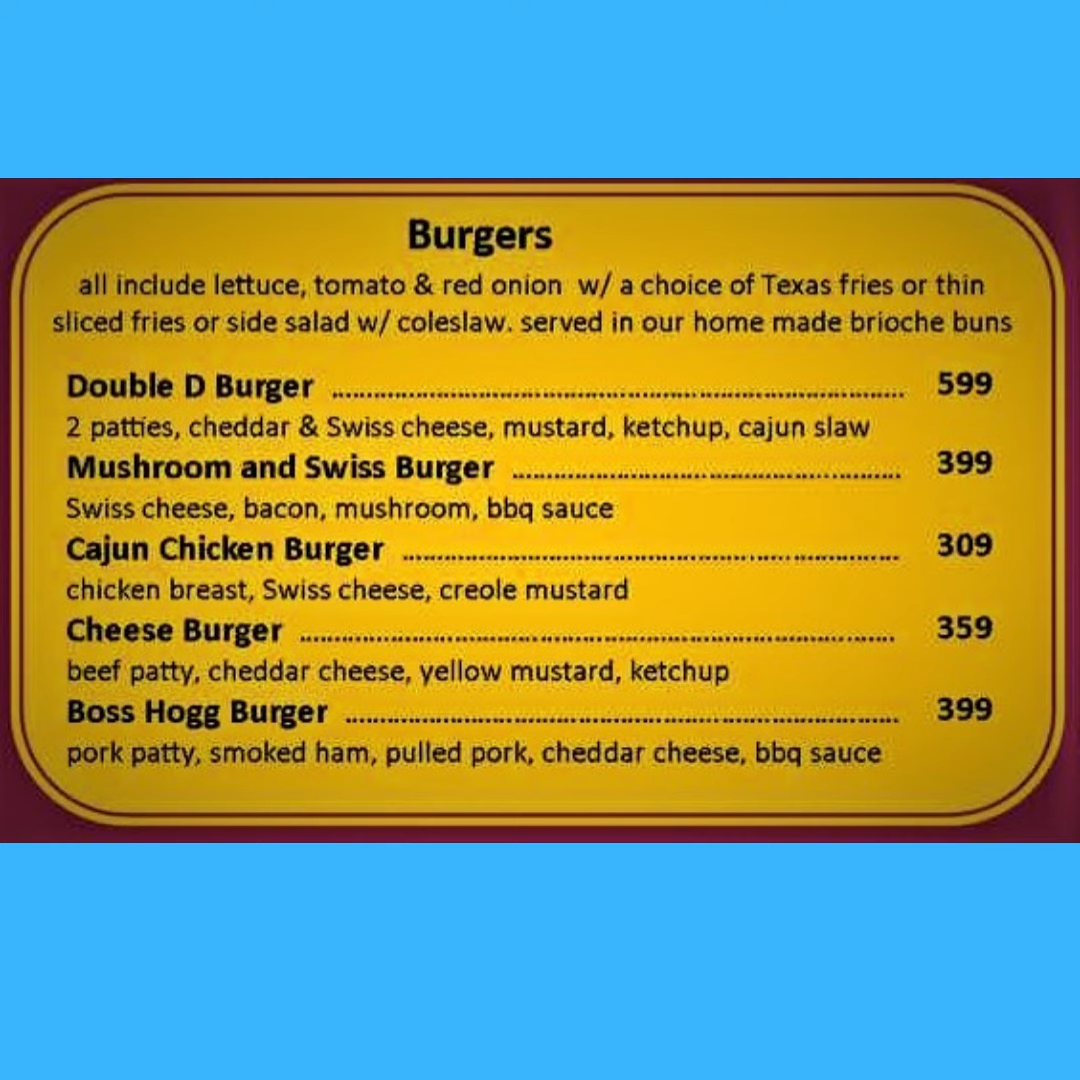 Burgers
all include lettuce, tomato & red onion w/ a choice of Texas fries or thin
sliced fries or side salad w/ coleslaw. served in our home made brioche buns
Double D Burger ........................................ 599
2 patties, cheddar & Swiss cheese, mustard, ketchup, cajun slaw
Mushroom and Swiss Burger ........................................ 399
Swiss cheese, bacon, mushroom, bbq sauce
Cajun Chicken Burger ........................................ 309
chicken breast, Swiss cheese, creole mustard
Cheese Burger ........................................ 359
beef patty, cheddar cheese, yellow mustard, ketchup
Boss Hogg Burger ........................................ 399
pork patty, smoked ham, pulled pork, cheddar cheese, bbq sauce